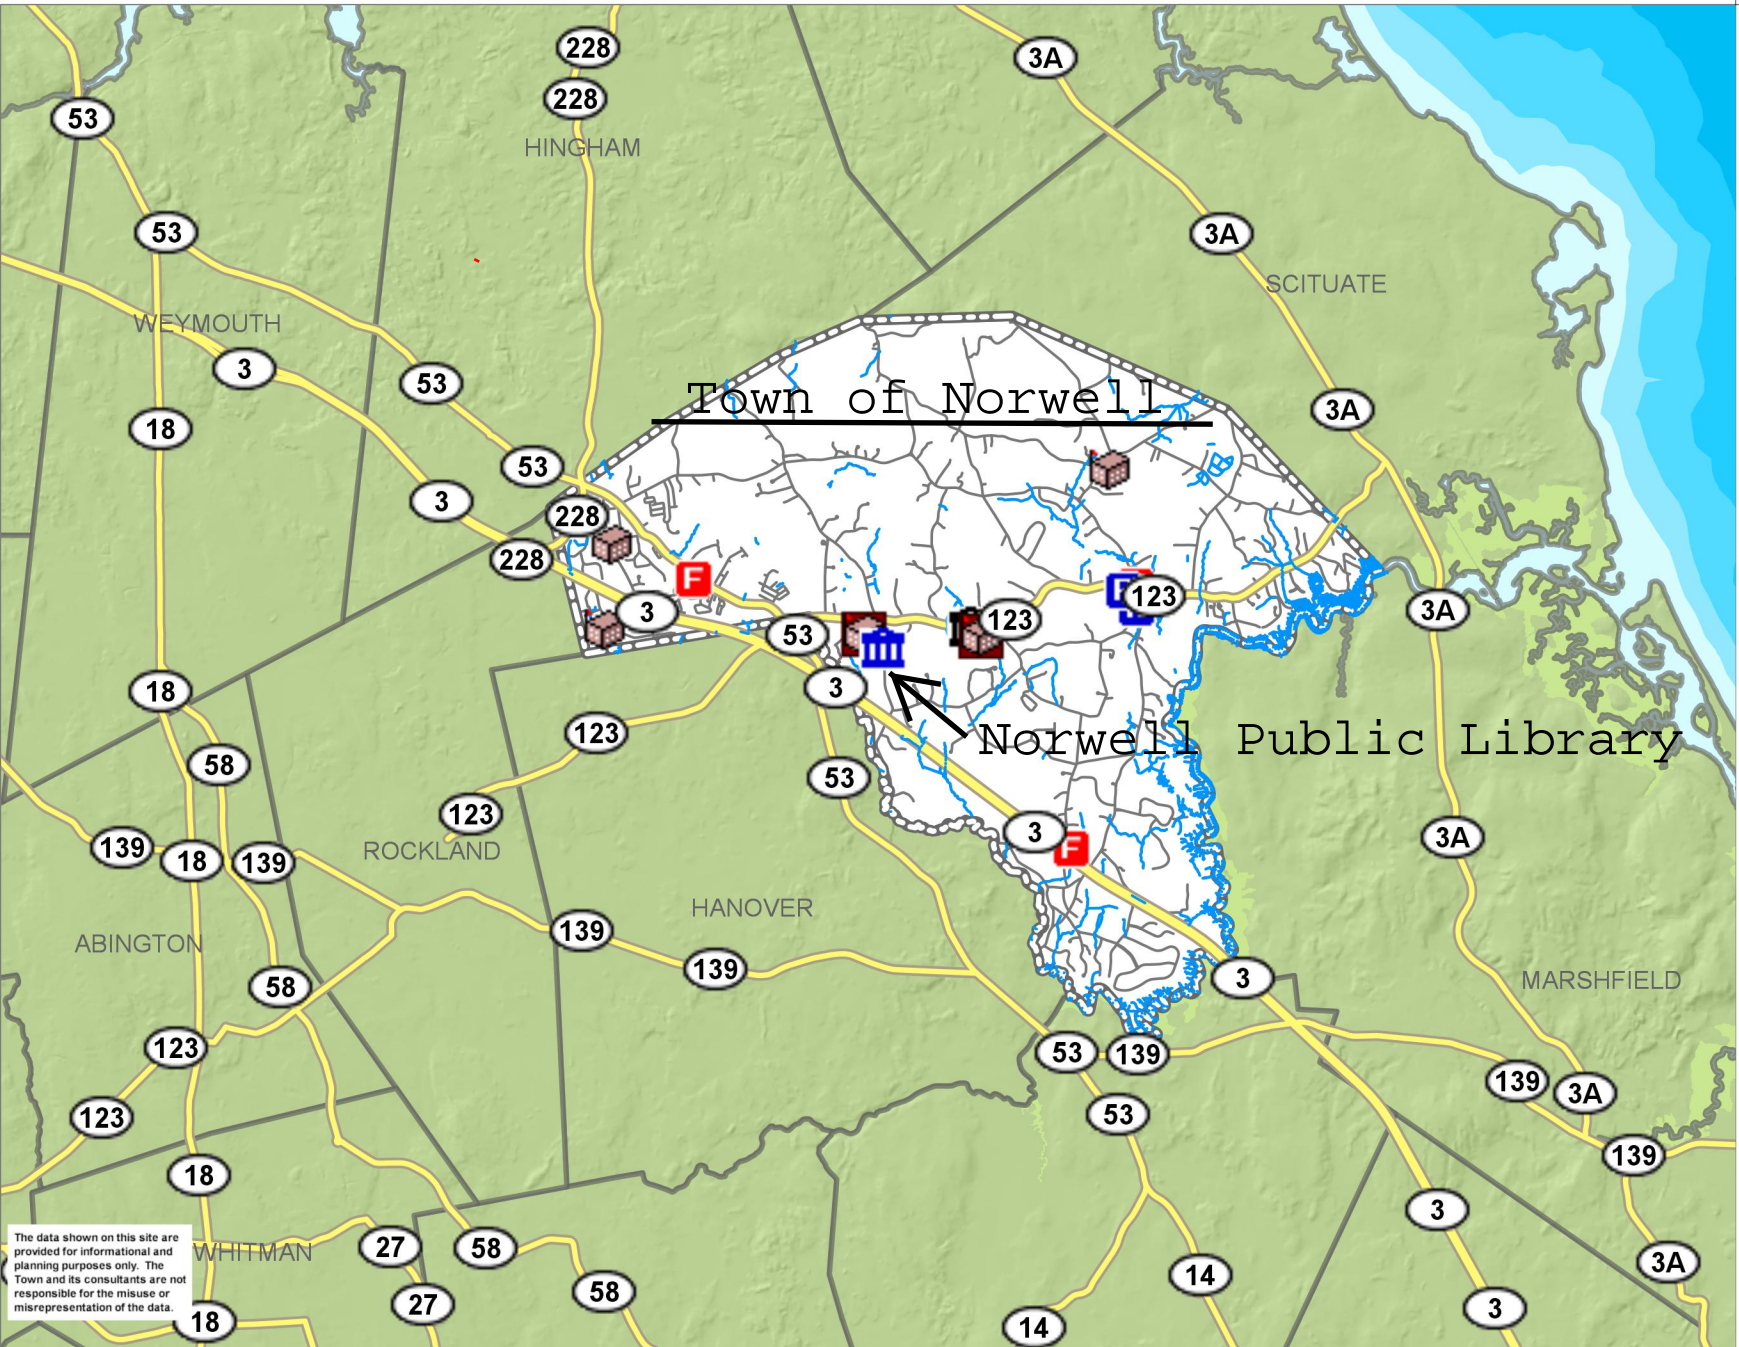 228
3A
228
53
HINGHAM
53
3A
SCITUATE
WEYMOUTH
3
53
Town of Norwell
3A
18
53
3
228
228
F
123
3
123
3A
53
18
3
123
Norwell Public Library
58
53
123
3
3A
139
18
139
ROCKLAND
F
HANOVER
139
ABINGTON
139
3
MARSHFIELD
58
123
53
139
139
3A
123
53
139
18
3
The data shown on this site are
provided for informational and
planning purposes only. The
Town and its consultants are not
responsible for the misuse or
misrepresentation of the data.
WHITMAN
27
58
3A
14
58
27
3
18
14